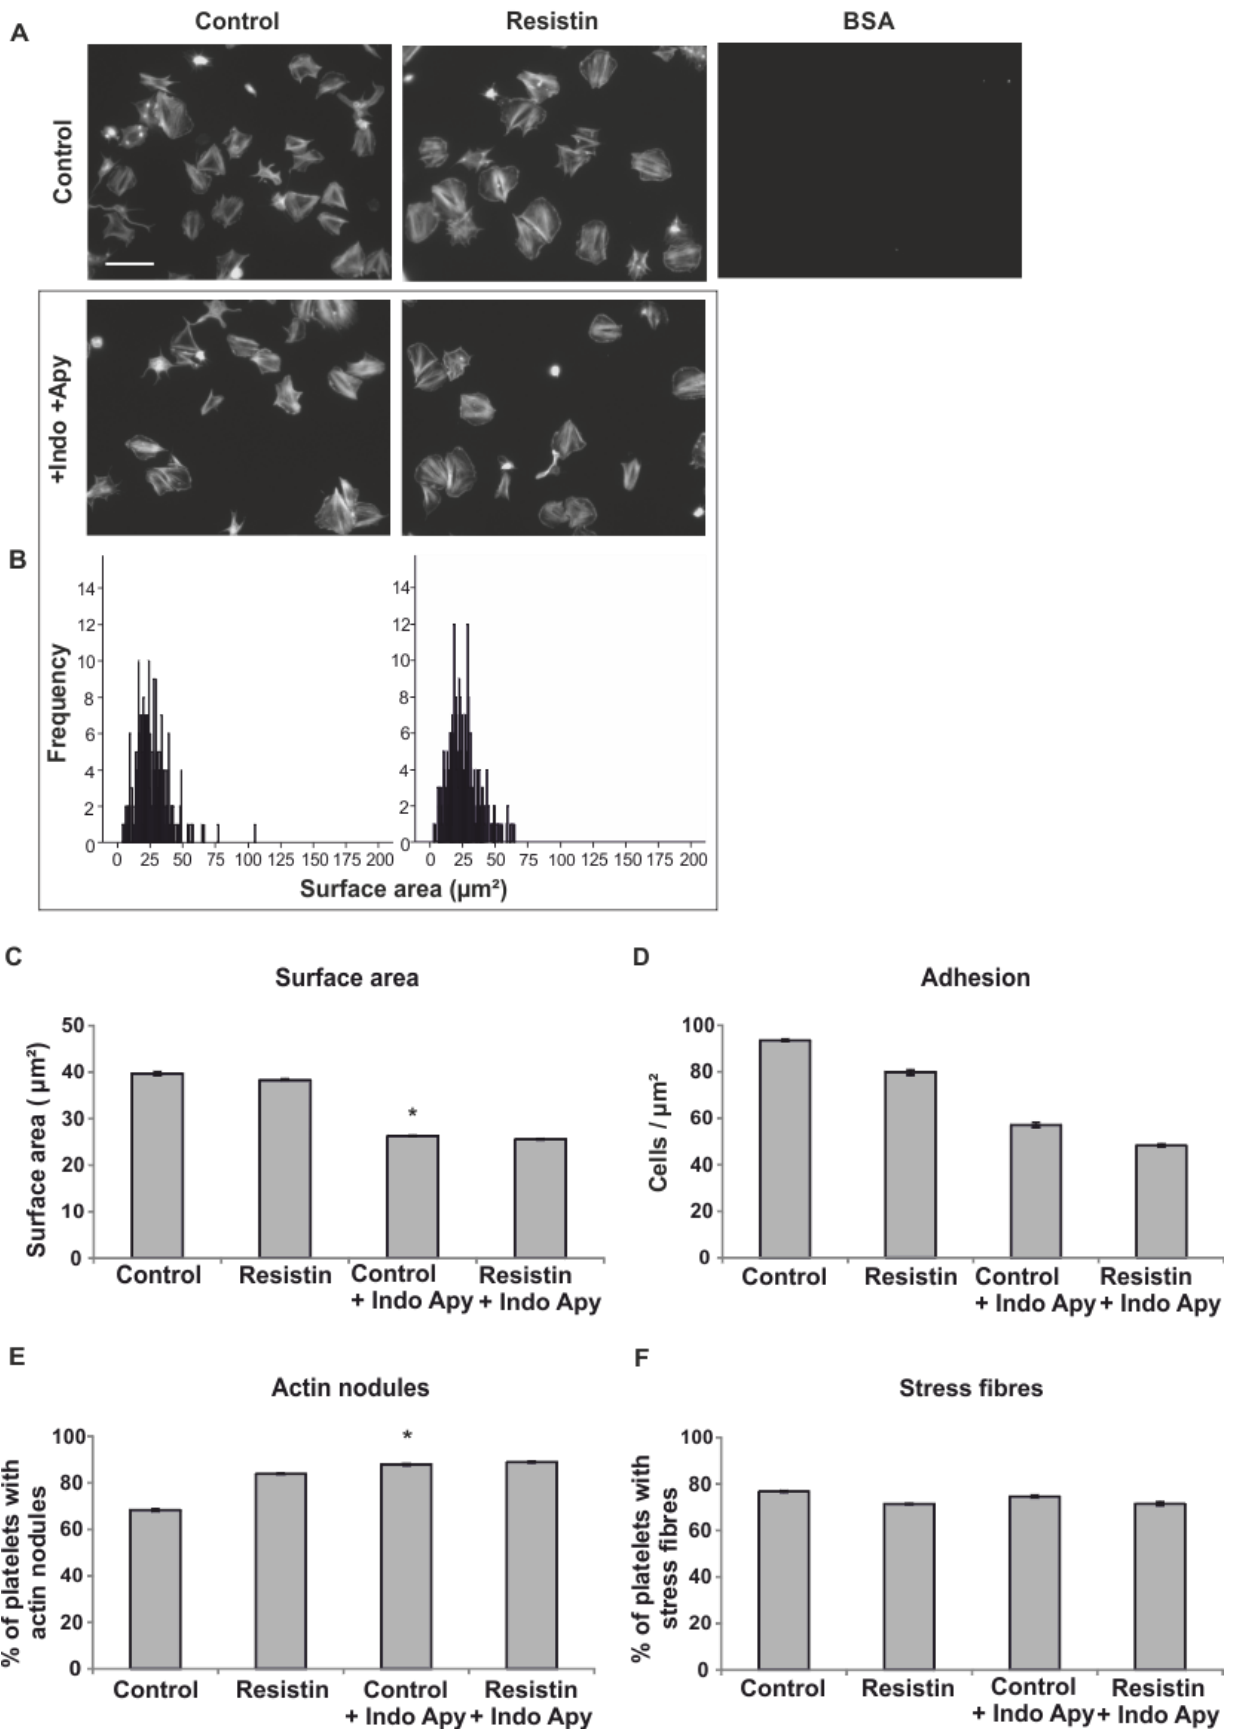 A
Control
Resistin
BSA
Control
+Indo +Apy
B
Frequency
14
12
10
8
6
4
2
0
0 25 50 75 100 125 150 175 200
14
12
10
8
6
4
2
0
0 25 50 75 100 125 150 175 200
Surface area (µm²)
C
Surface area
Surface area ( µm²)
50
40
30
20
10
0
*
Control
Resistin
Control
+ Indo Apy
Resistin
+ Indo Apy
D
Adhesion
Cells / µm²
100
80
60
40
20
0
Control
Resistin
Control
+ Indo Apy
Resistin
+ Indo Apy
E
Actin nodules
% of platelets with
actin nodules
100
80
60
40
20
0
*
Control
Resistin
Control
+ Indo Apy
Resistin
+ Indo Apy
F
Stress fibres
% of platelets with
stress fibres
100
80
60
40
20
0
Control
Resistin
Control
+ Indo Apy
Resistin
+ Indo Apy